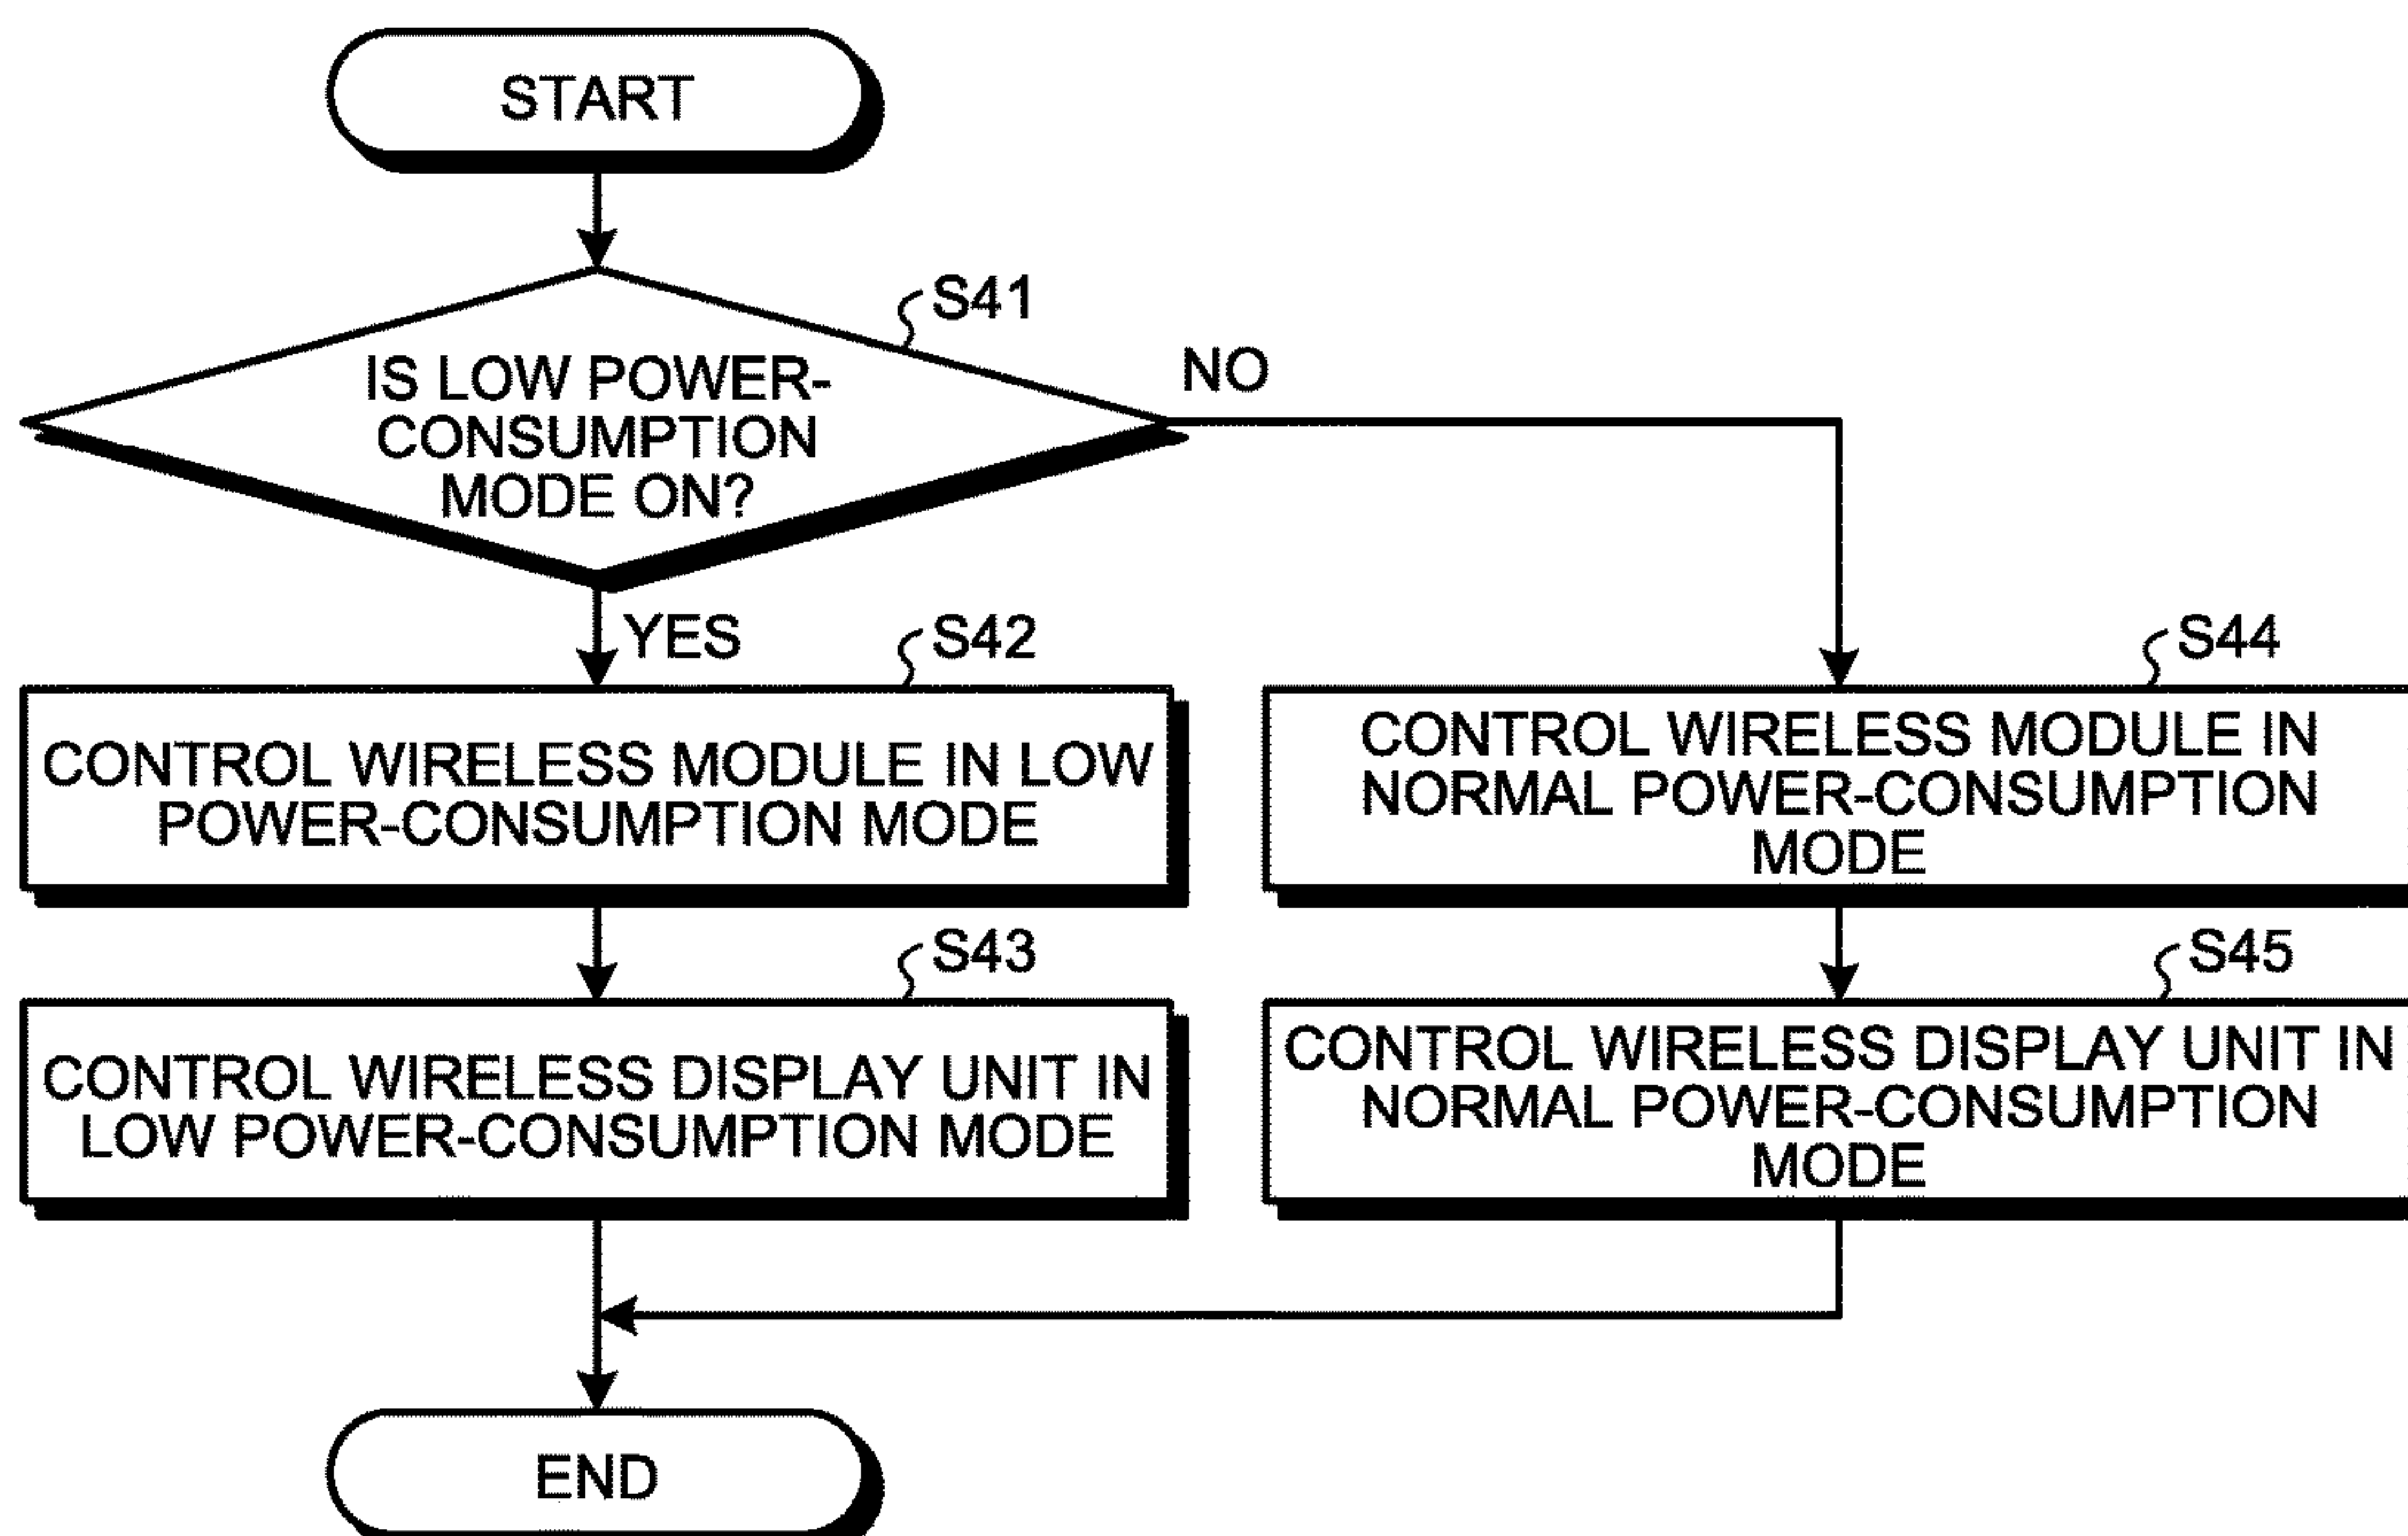 START
S41
IS LOW POWER-
CONSUMPTION
MODE ON?
NO
YES
S42
CONTROL WIRELESS MODULE IN LOW
POWER-CONSUMPTION MODE
S43
CONTROL WIRELESS DISPLAY UNIT IN
LOW POWER-CONSUMPTION MODE
S44
CONTROL WIRELESS MODULE IN
NORMAL POWER-CONSUMPTION
MODE
S45
CONTROL WIRELESS DISPLAY UNIT IN
NORMAL POWER-CONSUMPTION
MODE
END